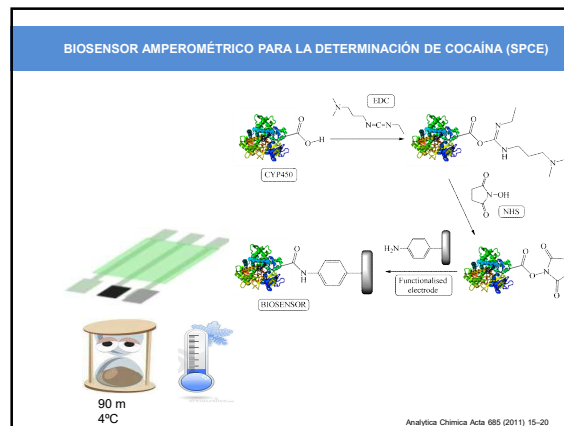 BIOSENSOR AMPEROMÉTRICO PARA LA DETERMINACIÓN DE COCAÍNA (SPCE)
EDC
N=C=N
O
O
H
CYP450
O
O
N
N
H
N
O
N-OH
O
NHS
H₂N
Functionalised
electrode
O
N
H
BIOSENSOR
O
O
N
O
O
90 m
4ºC
Analytica Chimica Acta 685 (2011) 15–20